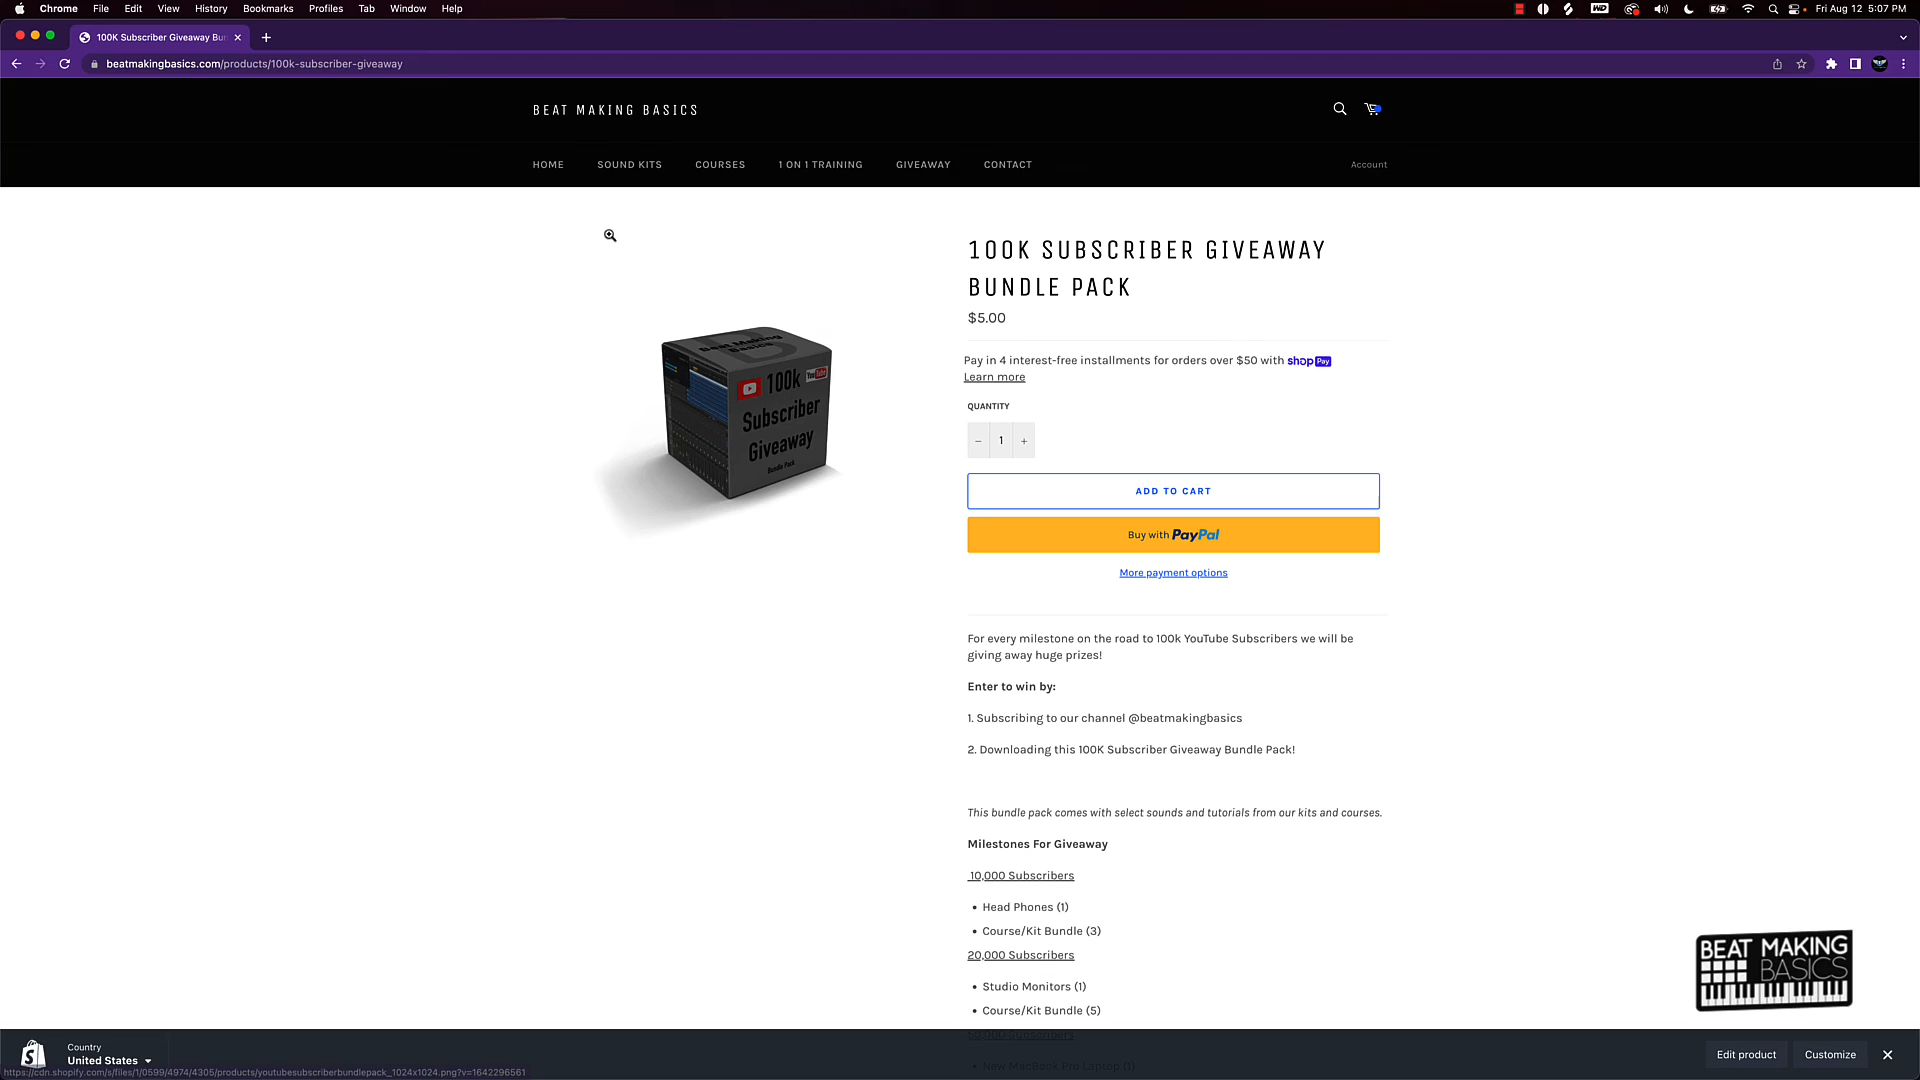 Chrome File Edit View History Bookmarks Profiles Tab Window Help
Fri Aug 12 5:07 PM
100K Subscriber Giveaway Bu
beatmakingbasics.com/products/100k-subscriber-giveaway
BEAT MAKING BASICS
HOME SOUND KITS COURSES 1 ON 1 TRAINING GIVEAWAY CONTACT Account
100K SUBSCRIBER GIVEAWAY
BUNDLE PACK
$5.00
Beat Making
Basics
100k YouTube
Subscriber
Giveaway
Bundle Pack
Pay in 4 interest-free installments for orders over $50 with shop Pay
Learn more
QUANTITY
− 1 +
ADD TO CART
Buy with PayPal
More payment options
For every milestone on the road to 100k YouTube Subscribers we will be
giving away huge prizes!
Enter to win by:
1. Subscribing to our channel @beatmakingbasics
2. Downloading this 100K Subscriber Giveaway Bundle Pack!
This bundle pack comes with select sounds and tutorials from our kits and courses.
Milestones For Giveaway
10,000 Subscribers
• Head Phones (1)
• Course/Kit Bundle (3)
20,000 Subscribers
• Studio Monitors (1)
• Course/Kit Bundle (5)
• New MacBook Pro Laptop (1)
BEAT MAKING
BASICS
Country
United States
Edit product Customize
https://cdn.shopify.com/s/files/1/0599/4974/4305/products/youtubesubscriberbundlepack_1024x1024.png?v=1642296561